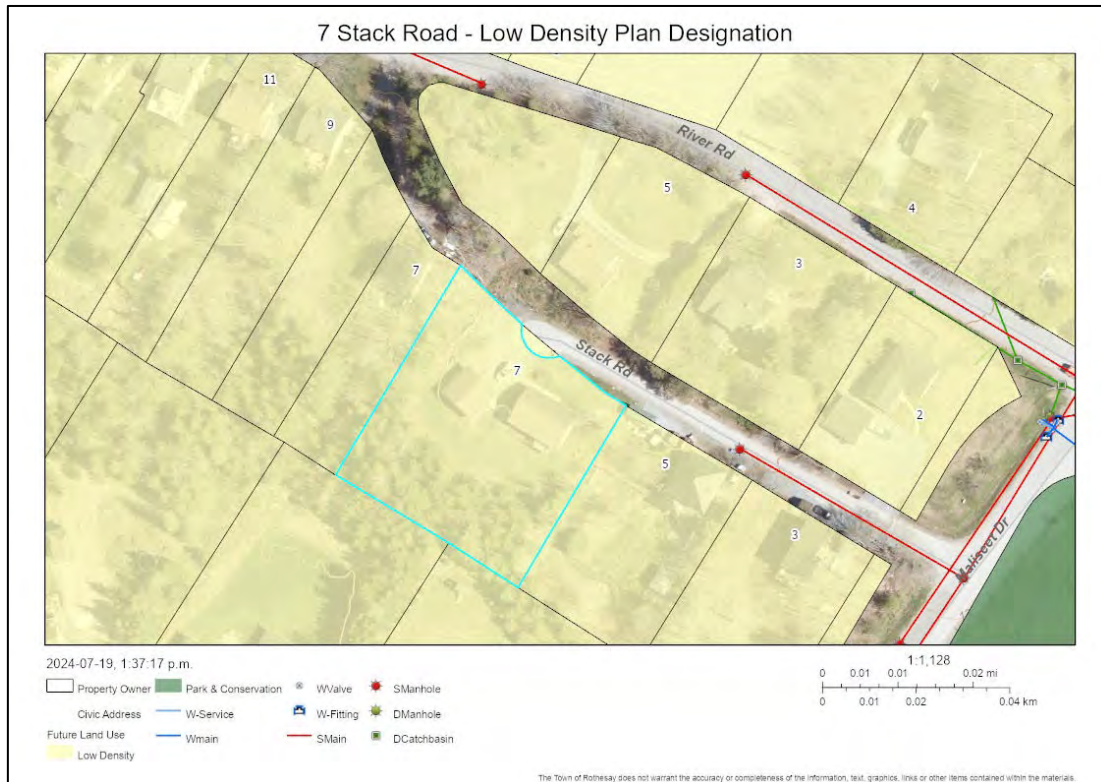 7 Stack Road - Low Density Plan Designation
11
9
River Rd
5
4
7
3
7
Stack Rd
2
5
3
Maliseet Dr
2024-07-19, 1:37:17 p.m.
1:1,128
0 0.01 0.01 0.02 mi
0 0.01 0.02 0.04 km
Property Owner Park & Conservation WValve SManhole
Civic Address W-Service W-Fitting DManhole
Future Land Use Wmain SMain DCatchbasin
Low Density
The Town of Rothesay does not warrant the accuracy or completeness of the information, text, graphics, links or other items contained within the materials.